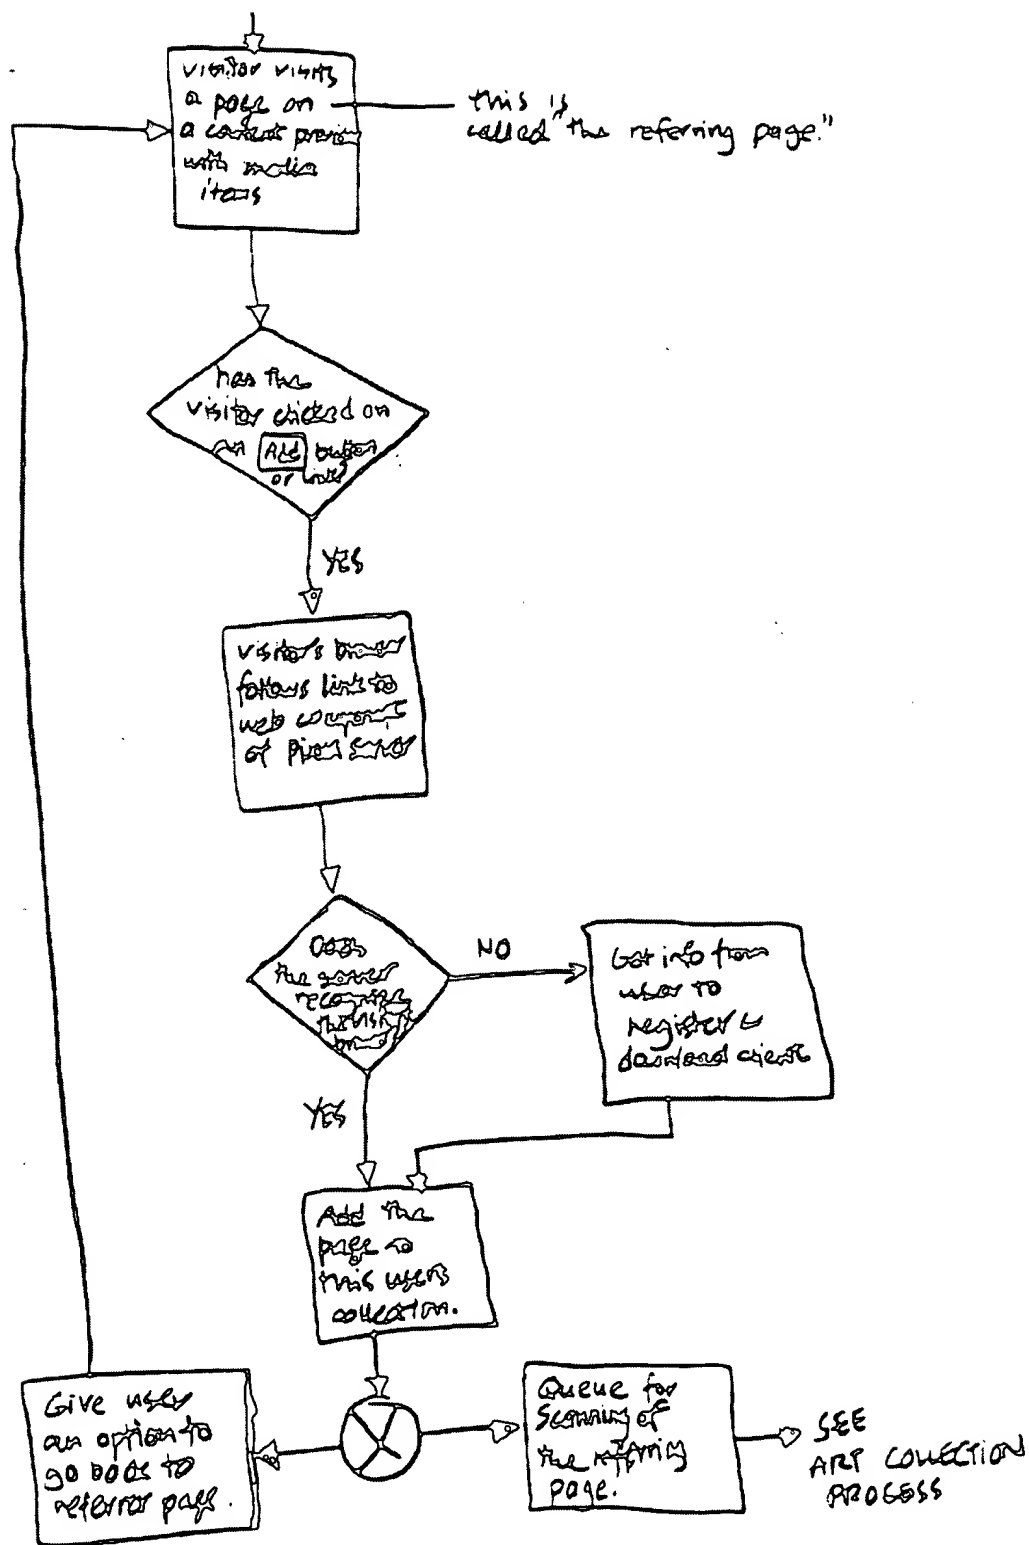 visitor visits
a page on
a content
with media
items
this is
called "the referring page."
has the
visitor clicked on
an Add button
or link?
YES
visitor's browser
follows link to
web component
of server
Does
the server
recognize
NO
Get info from
user to
register &
download client
YES
Add the
page to
this users
collection.
Give user
an option to
go back to
referror page.
Queue for
scanning of
the referring
page.
SEE
ART COLLECTION
PROCESS